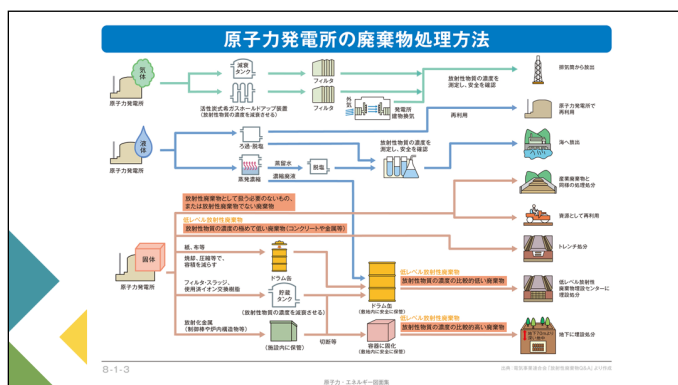 原子力発電所の廃棄物処理方法
気体
原子力発電所
減衰
タンク
フィルタ
活性炭式希ガスホールドアップ装置
(放射性物質の濃度を減衰させる)
フィルタ
外気
発電所
建物換気
放射性物質の濃度を
測定し、安全を確認
排気筒から放出
液体
原子力発電所
ろ過・脱塩
蒸発濃縮
蒸留水
濃縮廃液
脱塩
放射性物質の濃度を
測定し、安全を確認
再利用
原子力発電所で
再利用
海へ放出
固体
原子力発電所
放射性廃棄物として扱う必要のないもの、
または放射性廃棄物でない廃棄物
産業廃棄物と
同様の処理処分
資源として再利用
低レベル放射性廃棄物
放射性物質の濃度の極めて低い廃棄物(コンクリートや金属等)
トレンチ処分
紙、布等
焼却、圧縮等で、
容積を減らす
ドラム缶
フィルタ・スラッジ、
使用済イオン交換樹脂
貯蔵
タンク
(放射性物質の濃度を減衰させる)
ドラム缶
(敷地内に安全に保管)
低レベル放射性廃棄物
放射性物質の濃度の比較的低い廃棄物
低レベル放射性
廃棄物埋設センターに
埋設処分
放射化金属
(制御棒や炉内構造物等)
(施設内に保管)
切断等
容器に固化
(敷地内に安全に保管)
低レベル放射性廃棄物
放射性物質の濃度の比較的高い廃棄物
地下に埋設処分
8-1-3
出典:電気事業連合会「放射性廃棄物Q&A」より作成
原子力・エネルギー図面集